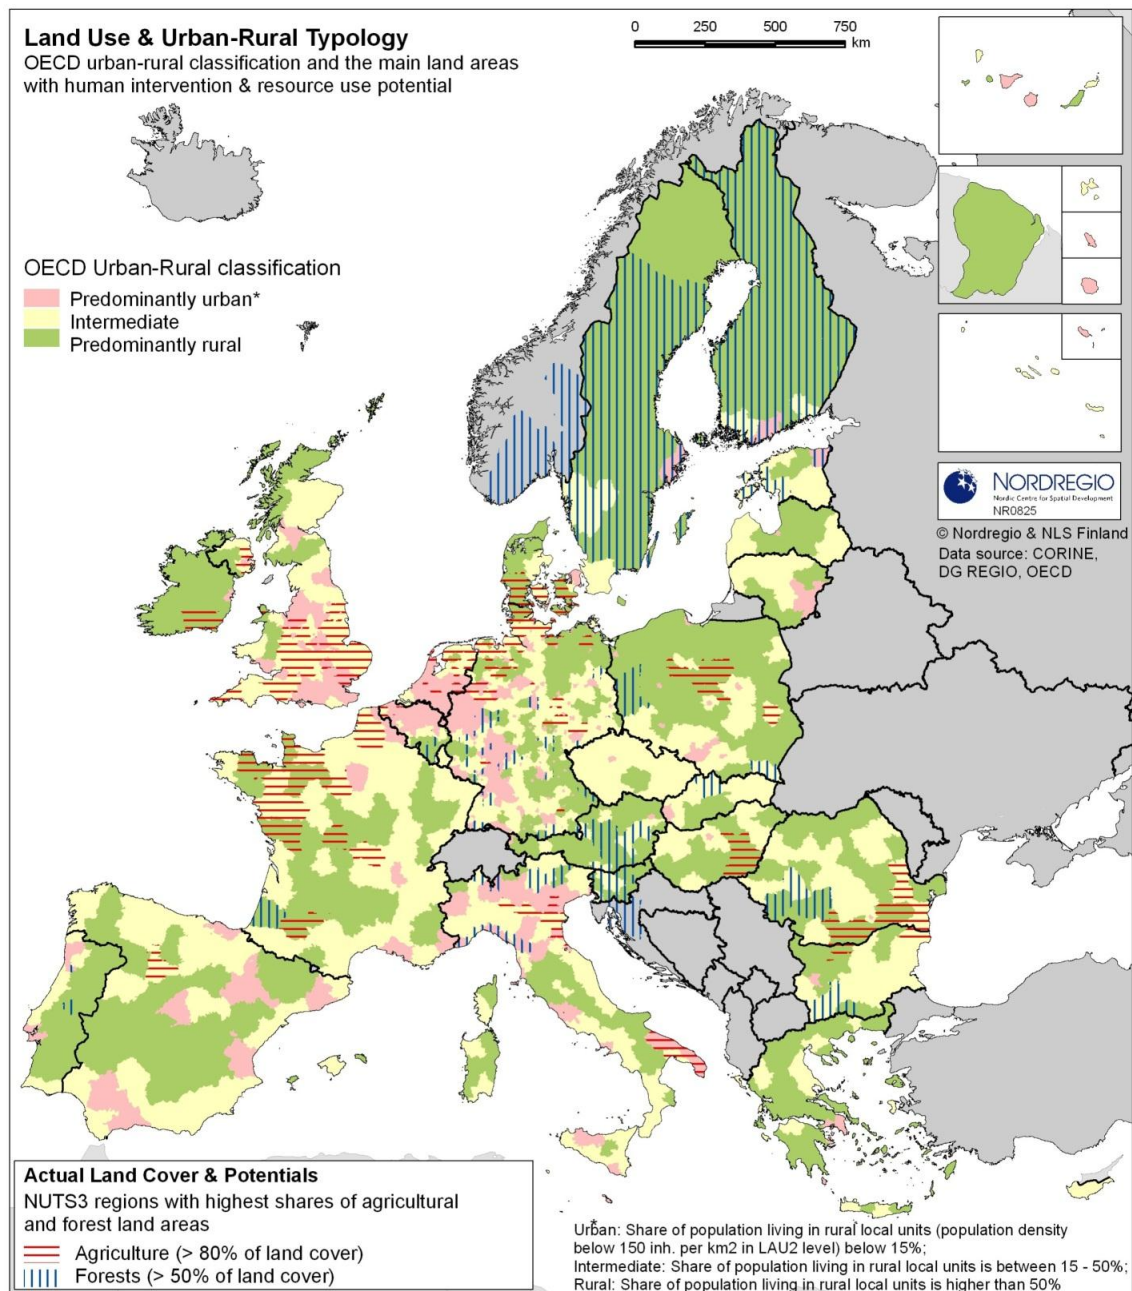 Land Use & Urban-Rural Typology
OECD urban-rural classification and the main land areas
with human intervention & resource use potential
0 250 500 750
km
OECD Urban-Rural classification
Predominantly urban*
Intermediate
Predominantly rural
NORDREGIO
Nordic Centre for Spatial Development
NR0825
© Nordregio & NLS Finland
Data source: CORINE,
DG REGIO, OECD
Actual Land Cover & Potentials
NUTS3 regions with highest shares of agricultural
and forest land areas
Agriculture (> 80% of land cover)
Forests (> 50% of land cover)
*
Urban: Share of population living in rural local units (population density
below 150 inh. per km2 in LAU2 level) below 15%;
Intermediate: Share of population living in rural local units is between 15 - 50%;
Rural: Share of population living in rural local units is higher than 50%